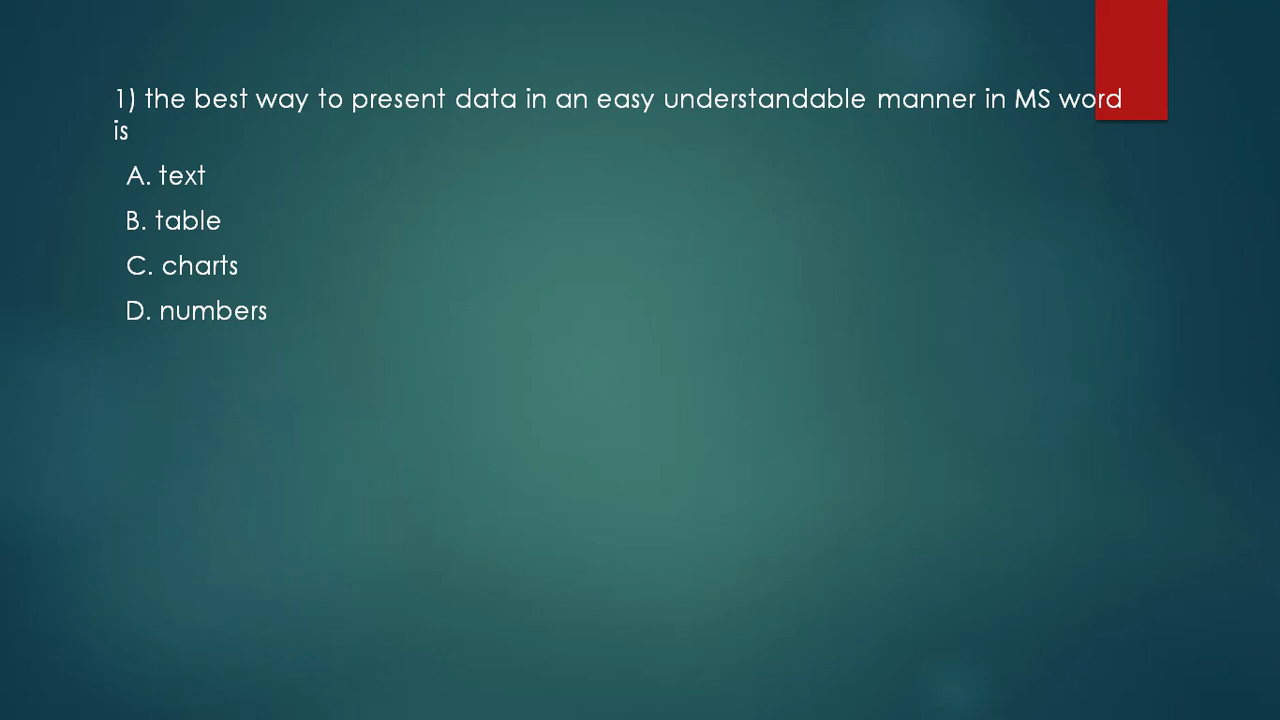 1) the best way to present data in an easy understandable manner in MS word
is
A. text
B. table
C. charts
D. numbers